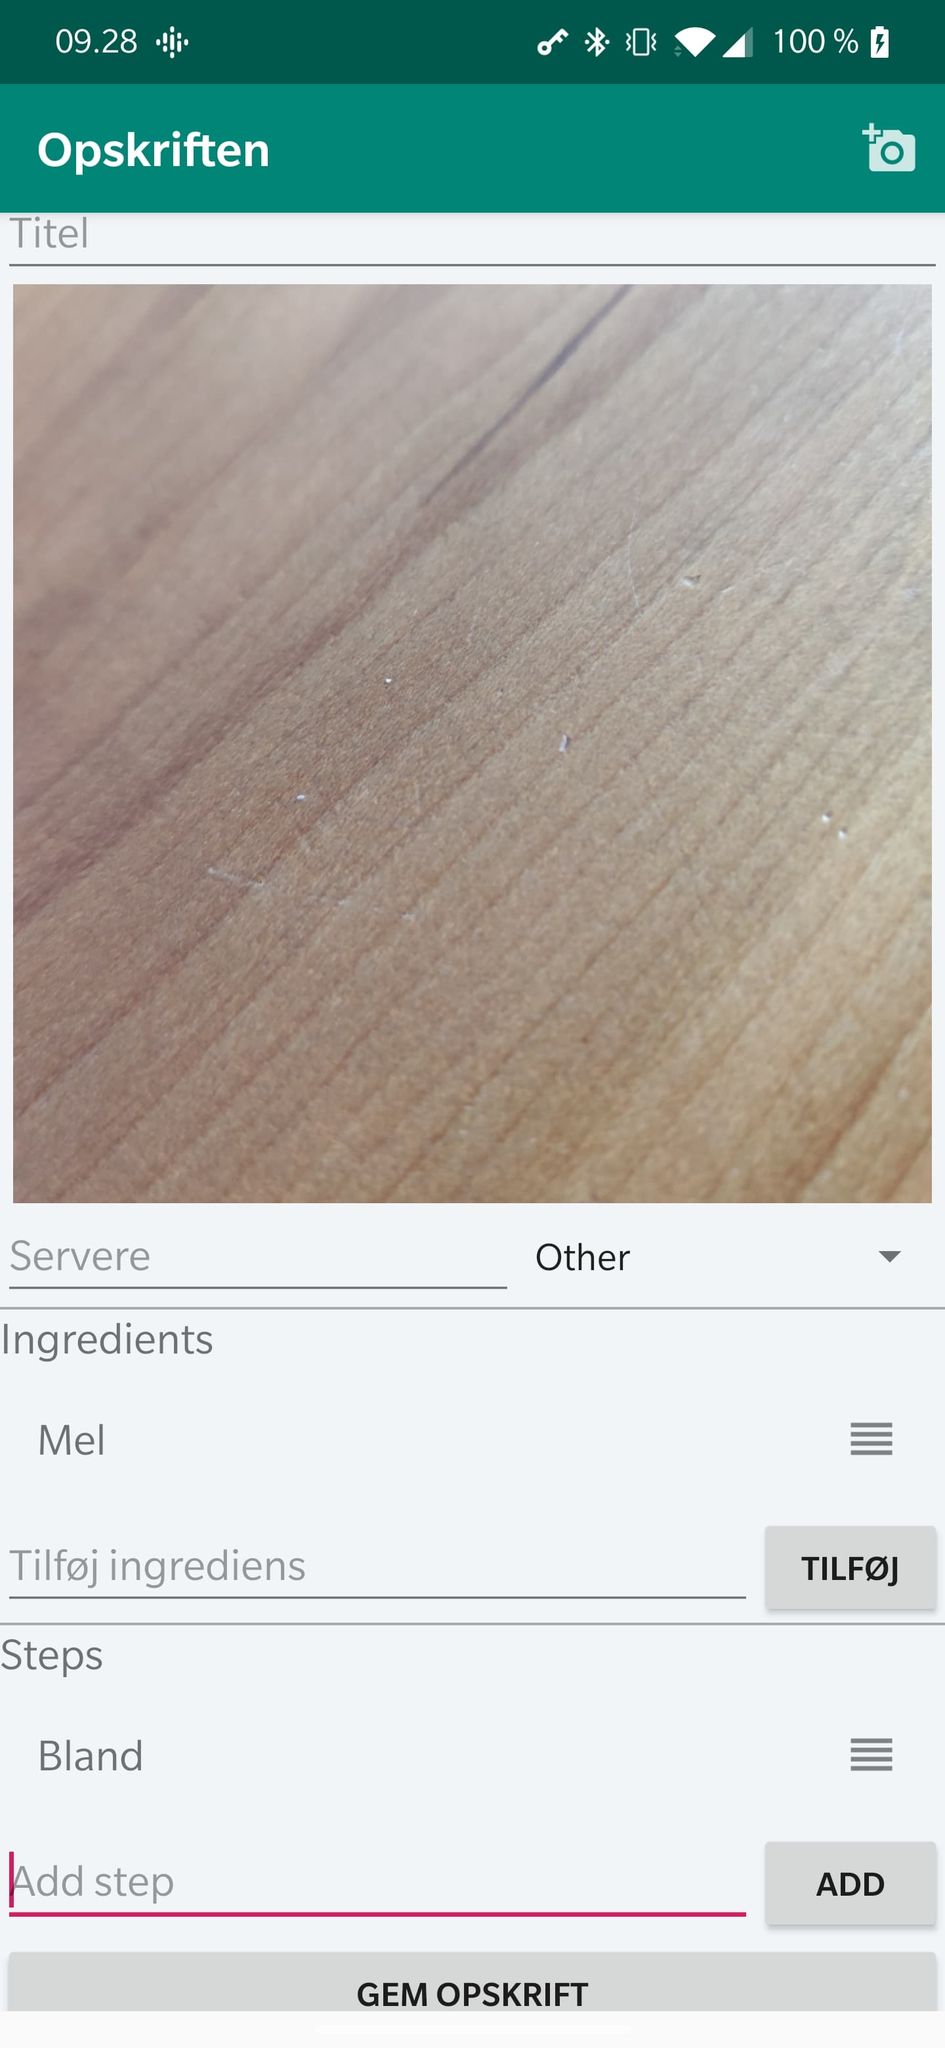 09.28
100 %
Opskriften
Titel
Servere
Other
Ingredients
Mel
Tilføj ingrediens
TILFØJ
Steps
Bland
Add step
ADD
GEM OPSKRIFT